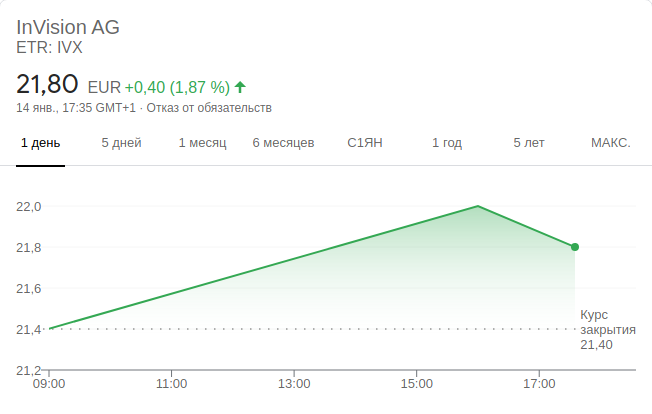 InVision AG
ETR: IVX
21,80 EUR +0,40 (1,87 %)
14 янв., 17:35 GMT+1 · Отказ от обязательств
1 день 5 дней 1 месяц 6 месяцев С1ЯН 1 год 5 лет МАКС.
22,0
21,8
21,6
21,4
Курс
закрытия
21,40
21,2
09:00 11:00 13:00 15:00 17:00